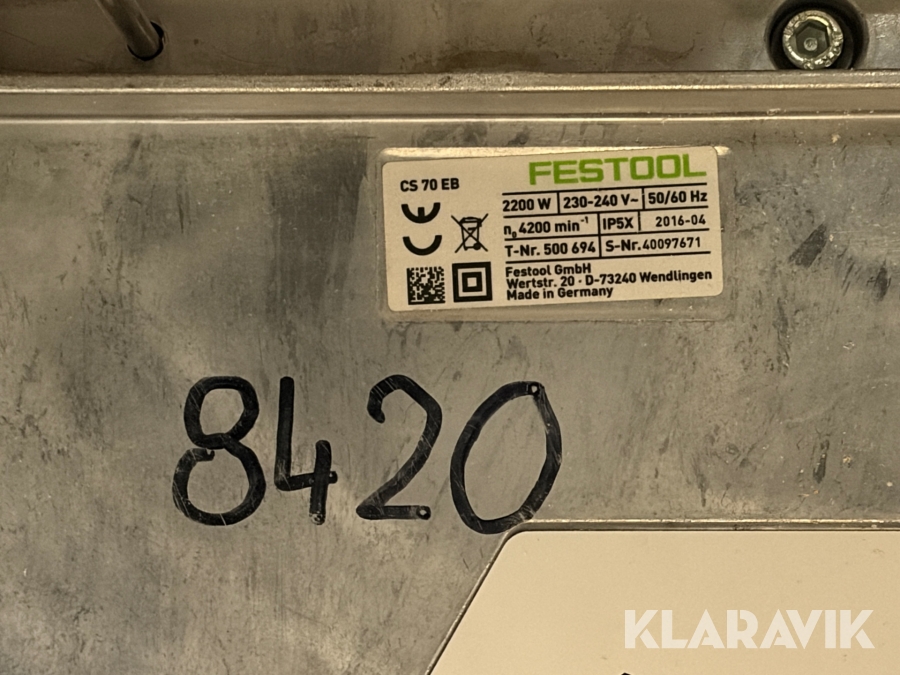 FESTOOL
CS 70 EB
2200 W 230-240 V~ 50/60 Hz
n₀ 4200 min⁻¹ IP5X 2016-04
T-Nr. 500 694 S-Nr. 40097671
Festool GmbH
Wertstr. 20 · D-73240 Wendlingen
Made in Germany
CE
8420
KLARAVIK